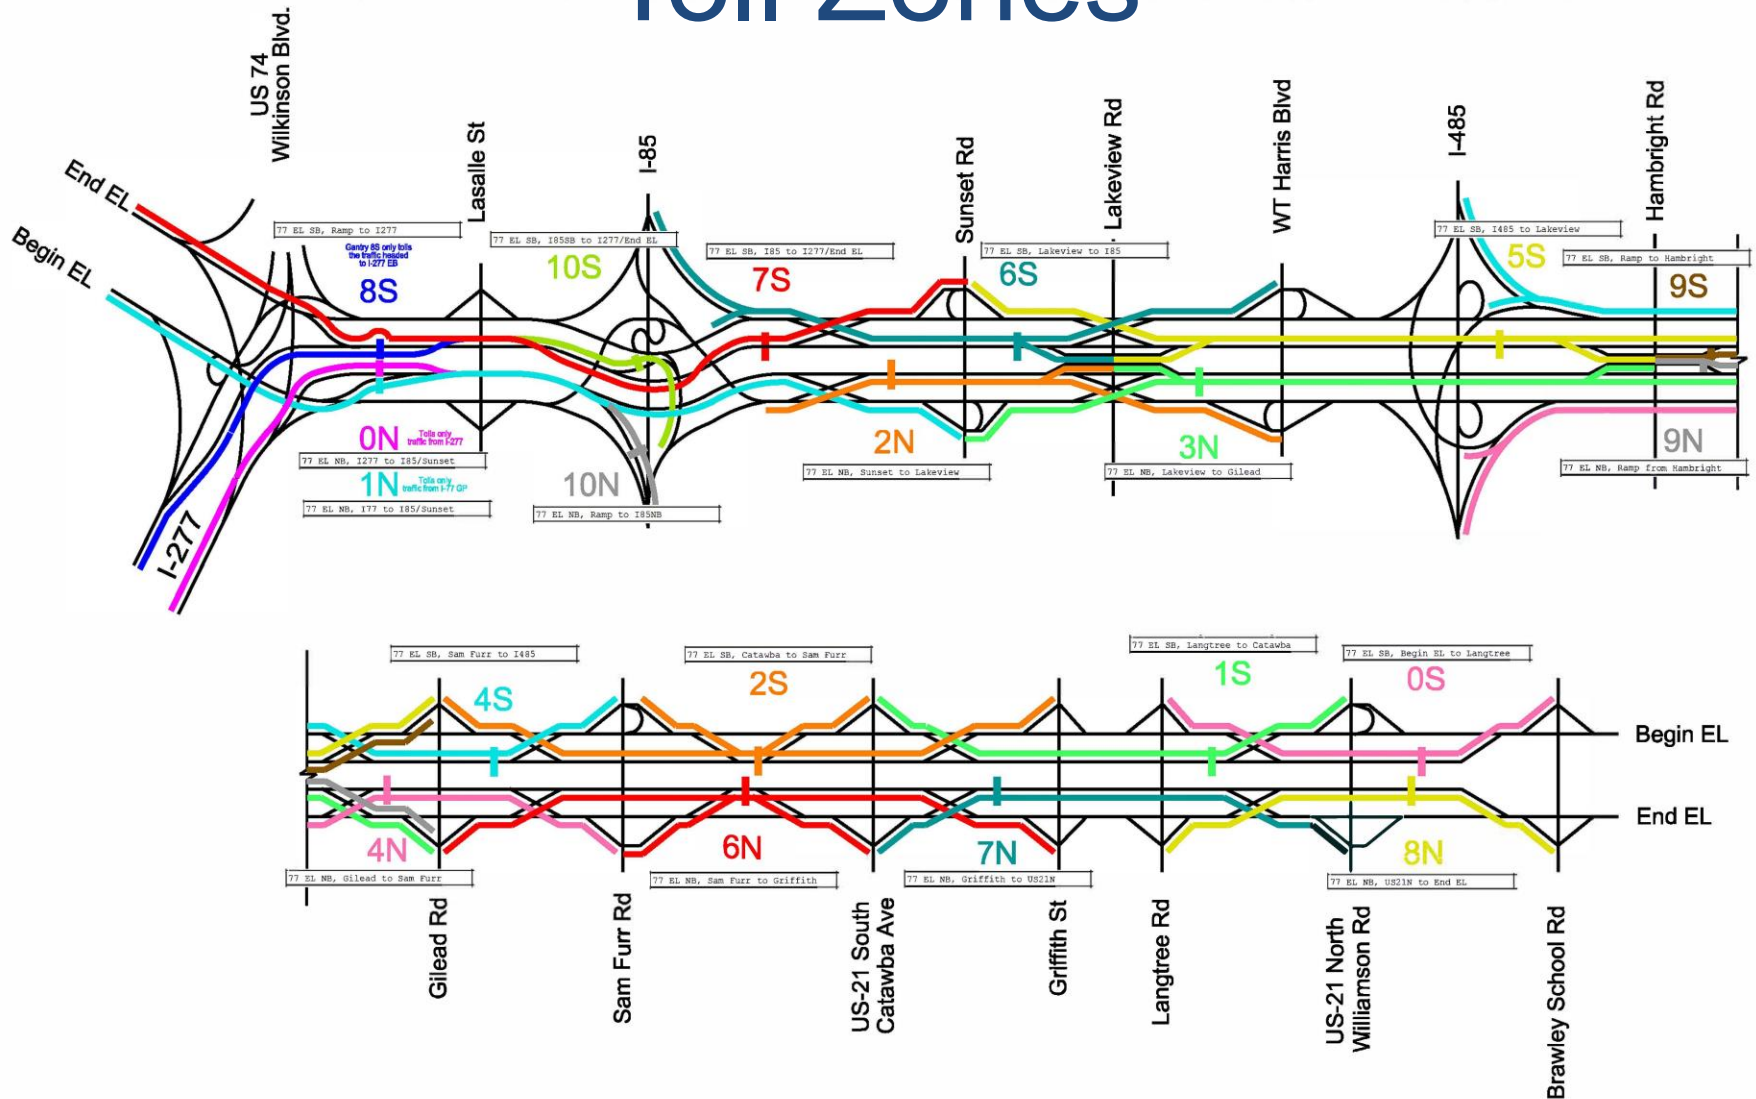 Toll Zones
US 74
Wilkinson Blvd.
Lasalle St
I-85
Sunset Rd
Lakeview Rd
WT Harris Blvd
I-485
Hambright Rd
End EL
Begin EL
77 EL SB, Ramp to I277
Gantry 8S only tolls
the traffic headed
to I-277 EB
8S
77 EL SB, I85SB to I277/End EL
10S
77 EL SB, I85 to I277/End EL
7S
77 EL SB, Lakeview to I85
6S
77 EL SB, I485 to Lakeview
5S
77 EL SB, Ramp to Hambright
9S
0N
Tolls only
traffic from I-277
77 EL NB, I277 to I85/Sunset
1N
Tolls only
traffic from I-77 GP
77 EL NB, I77 to I85/Sunset
10N
77 EL NB, Ramp to I85NB
2N
77 EL NB, Sunset to Lakeview
3N
77 EL NB, Lakeview to Gilead
9N
77 EL NB, Ramp from Hambright
I-277
77 EL SB, Sam Furr to I485
4S
77 EL SB, Catawba to Sam Furr
2S
77 EL SB, Langtree to Catawba
1S
77 EL SB, Begin EL to Langtree
0S
Begin EL
End EL
4N
77 EL NB, Gilead to Sam Furr
6N
77 EL NB, Sam Furr to Griffith
7N
77 EL NB, Griffith to US21N
8N
77 EL NB, US21N to End EL
Gilead Rd
Sam Furr Rd
US-21 South
Catawba Ave
Griffith St
Langtree Rd
US-21 North
Williamson Rd
Brawley School Rd